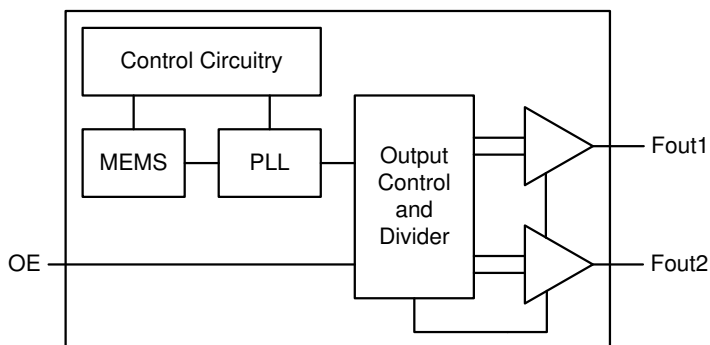 Control Circuitry
MEMS
PLL
Output
Control
and
Divider
Fout1
OE
Fout2